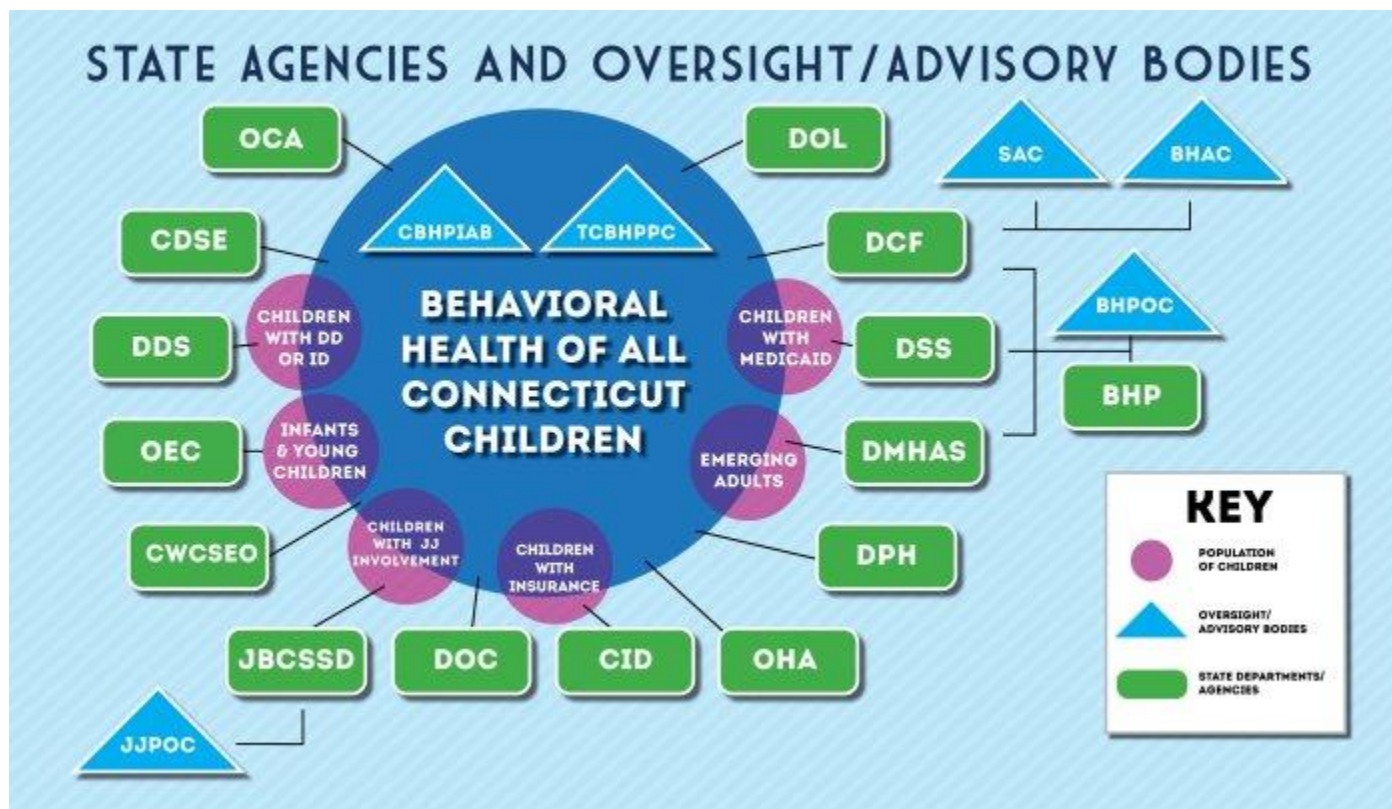 STATE AGENCIES AND OVERSIGHT/ADVISORY BODIES
OCA
DOL
SAC
BHAC
CBHPIAB
TCBHPPC
CDSE
DCF
BEHAVIORAL
HEALTH OF ALL
CONNECTICUT
CHILDREN
CHILDREN
WITH DD
OR ID
CHILDREN
WITH
MEDICAID
BHPOC
DDS
DSS
BHP
OEC
INFANTS
& YOUNG
CHILDREN
EMERGING
ADULTS
DMHAS
CWCSEO
CHILDREN
WITH JJ
INVOLVEMENT
CHILDREN
WITH
INSURANCE
DPH
JBCSSD
DOC
CID
OHA
JJPOC
KEY
POPULATION
OF CHILDREN
OVERSIGHT/
ADVISORY BODIES
STATE DEPARTMENTS/
AGENCIES